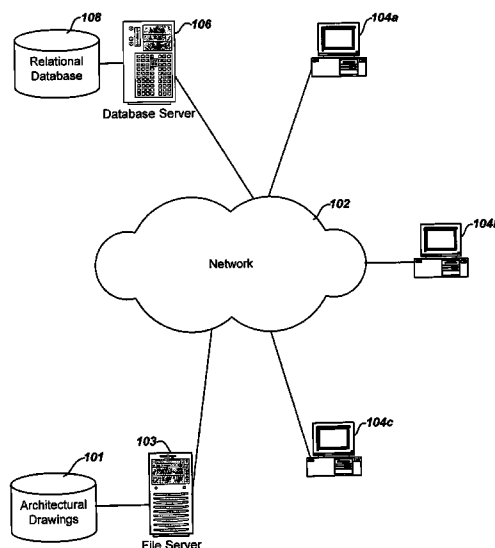 108
106
104a
Relational
Database
Database Server
102
104b
Network
103
104c
101
Architectural
Drawings
File Server